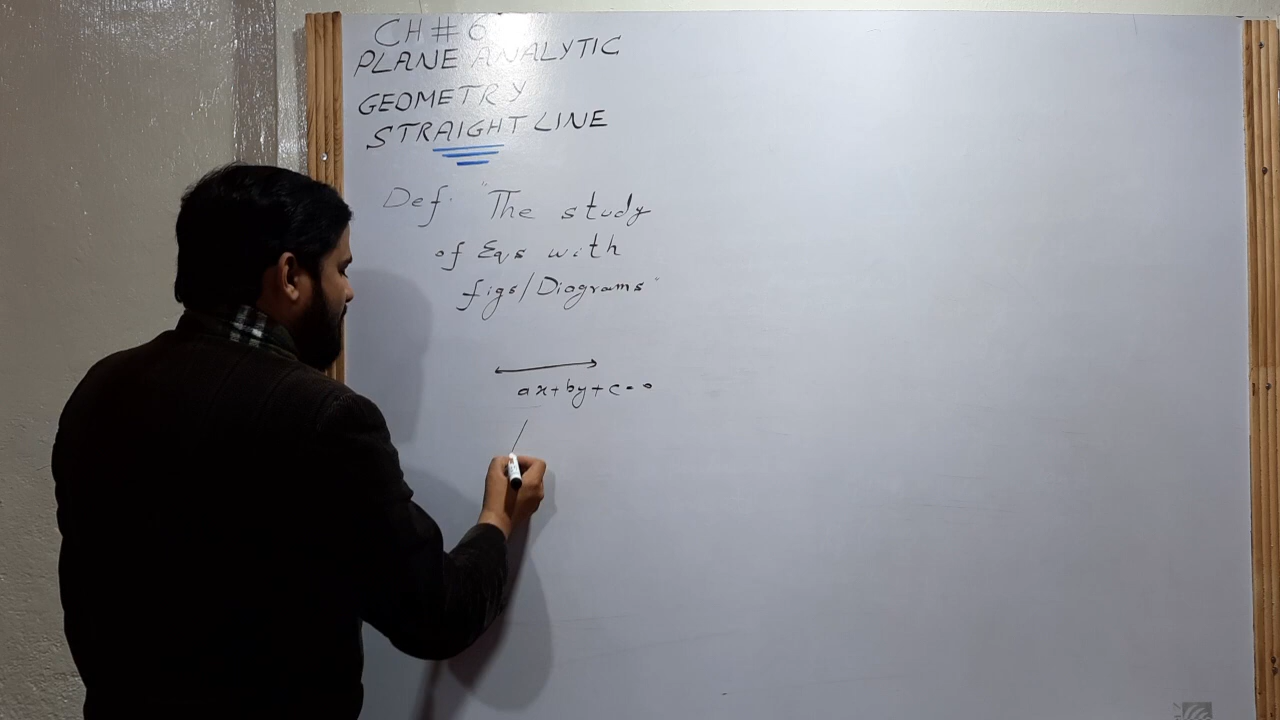 CH # 6
PLANE ANALYTIC
GEOMETRY
STRAIGHT LINE
Def. "The study
of Eqs with
figs/Diagrams"
ax+by+c=0